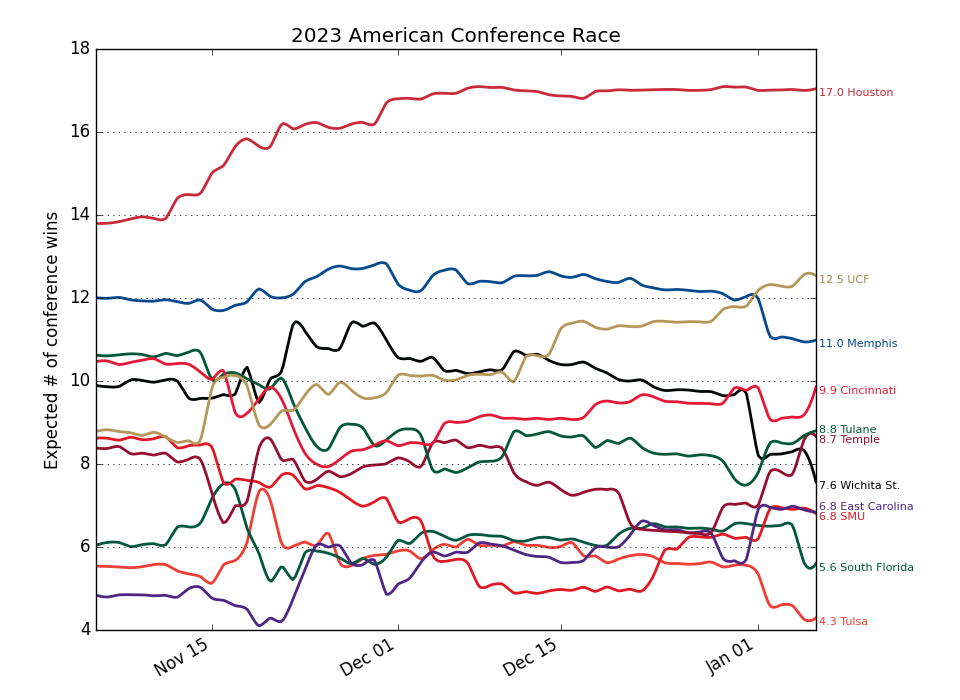 2023 American Conference Race
Expected # of conference wins
18
16
14
12
10
8
6
4
Nov 15
Dec 01
Dec 15
Jan 01
17.0 Houston
12.5 UCF
11.0 Memphis
9.9 Cincinnati
8.8 Tulane
8.7 Temple
7.6 Wichita St.
6.8 East Carolina
6.8 SMU
5.6 South Florida
4.3 Tulsa